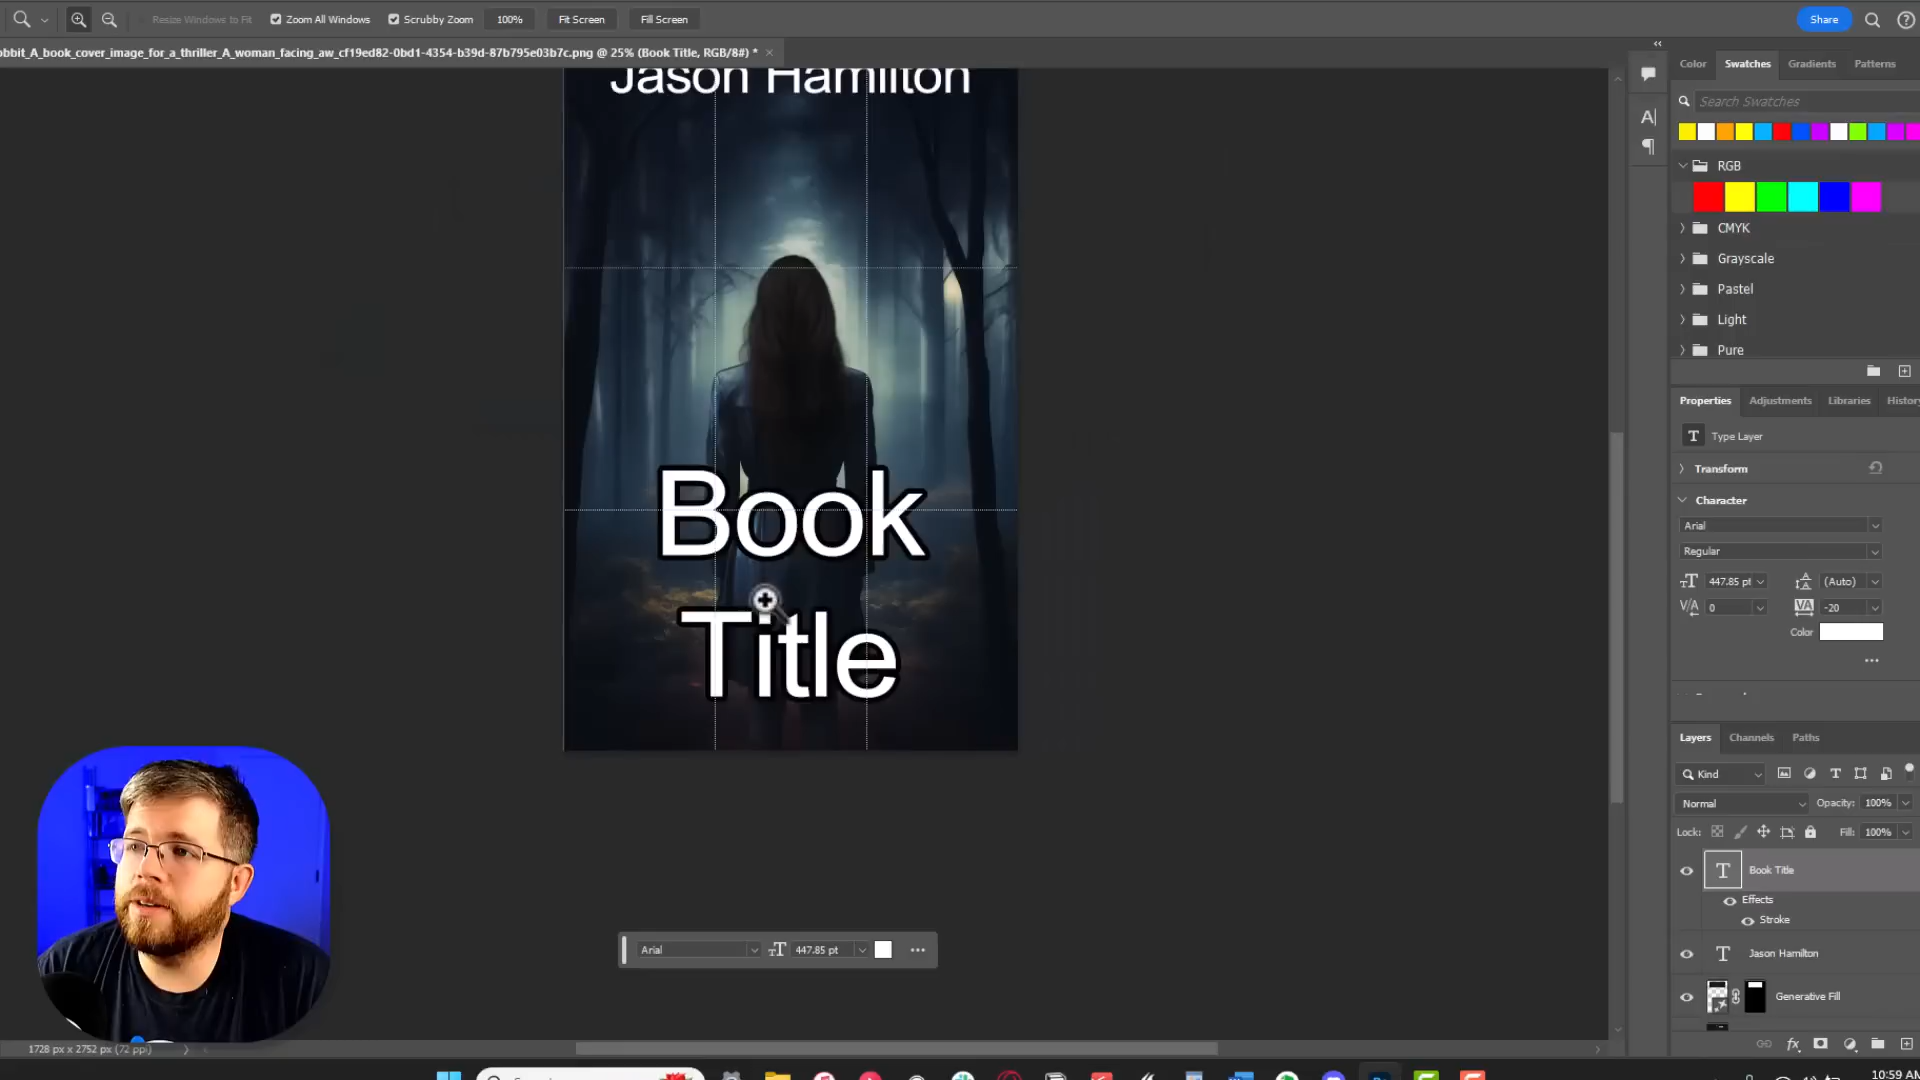 Resize Windows to Fit
Zoom All Windows
Scrubby Zoom
100%
Fit Screen
Fill Screen
Share
obbit_A_book_cover_image_for_a_thriller_A_woman_facing_aw_cf19ed82-0bd1-4354-b39d-87b795e03b7c.png @ 25% (Book Title, RGB/8#) *
Jason Hamilton
Book
Title
Color
Swatches
Gradients
Patterns
Search Swatches
RGB
CMYK
Grayscale
Pastel
Light
Pure
Properties
Adjustments
Libraries
History
Type Layer
Transform
Character
Arial
Regular
447.85 pt
(Auto)
0
-20
Color
Layers
Channels
Paths
Kind
Normal
Opacity: 100%
Lock:
Fill: 100%
Book Title
Effects
Stroke
Jason Hamilton
Generative Fill
Arial
447.85 pt
1728 px x 2752 px (72 ppi)
10:59 AM